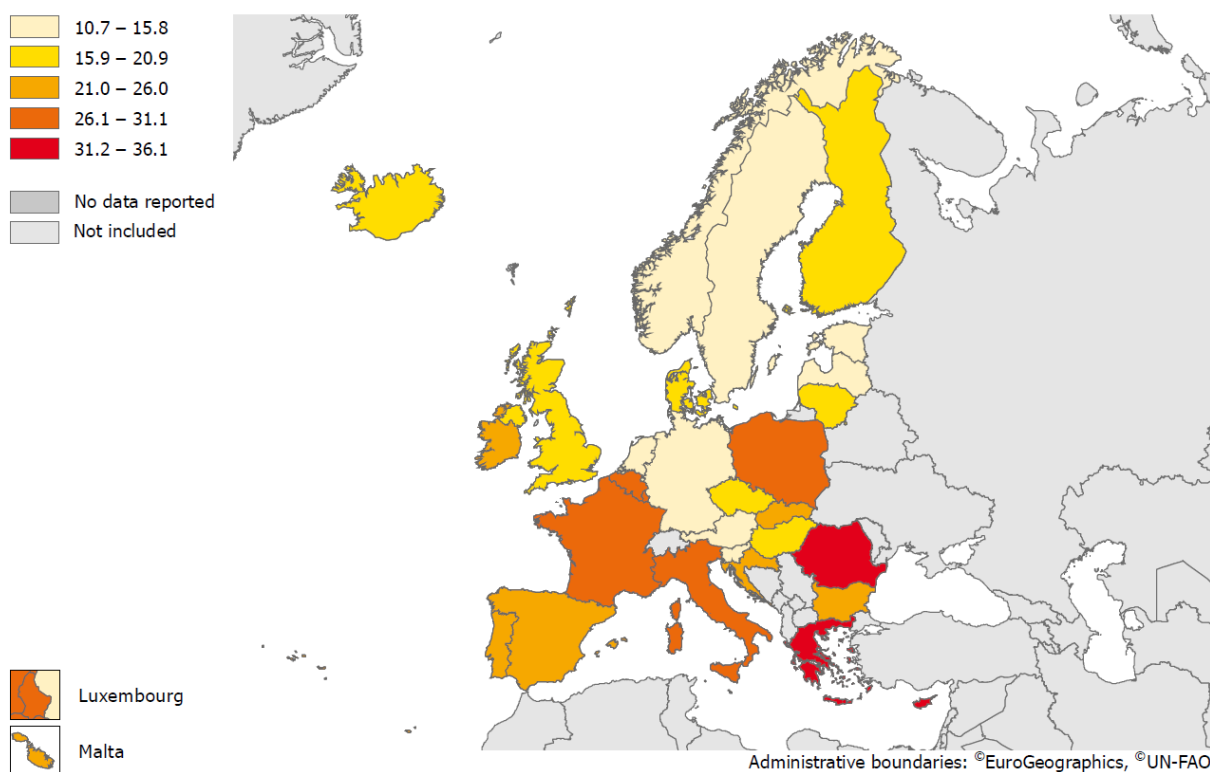 10.7 – 15.8
15.9 – 20.9
21.0 – 26.0
26.1 – 31.1
31.2 – 36.1
No data reported
Not included
Luxembourg
Malta
Administrative boundaries: ©EuroGeographics, ©UN-FAO